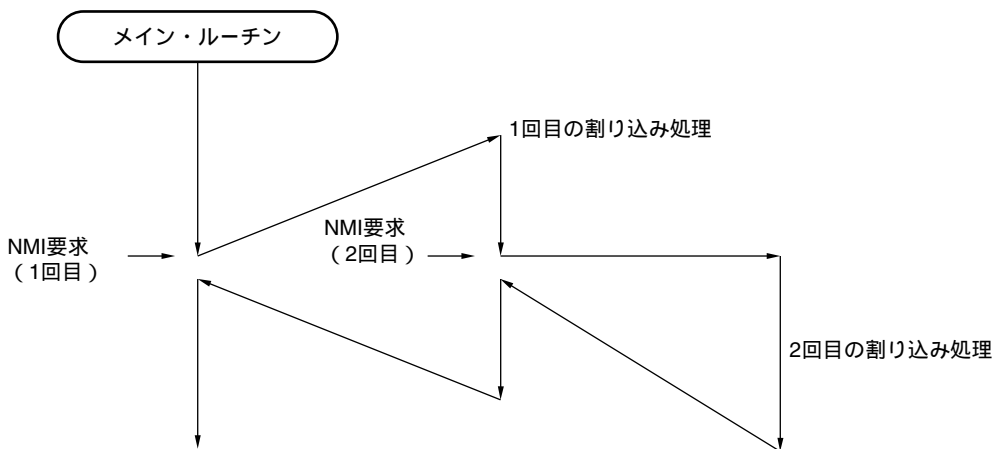 メイン・ルーチン
1回目の割り込み処理
NMI要求
（1回目）
NMI要求
（2回目）
2回目の割り込み処理